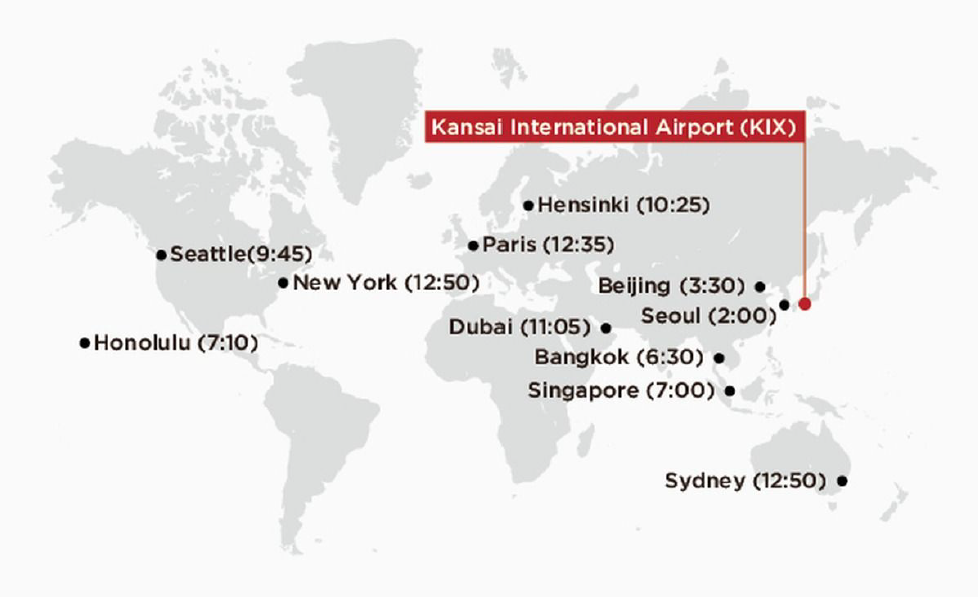 Kansai International Airport (KIX)
Hensinki (10:25)
Paris (12:35)
Seattle(9:45)
New York (12:50)
Beijing (3:30)
Seoul (2:00)
Dubai (11:05)
Honolulu (7:10)
Bangkok (6:30)
Singapore (7:00)
Sydney (12:50)